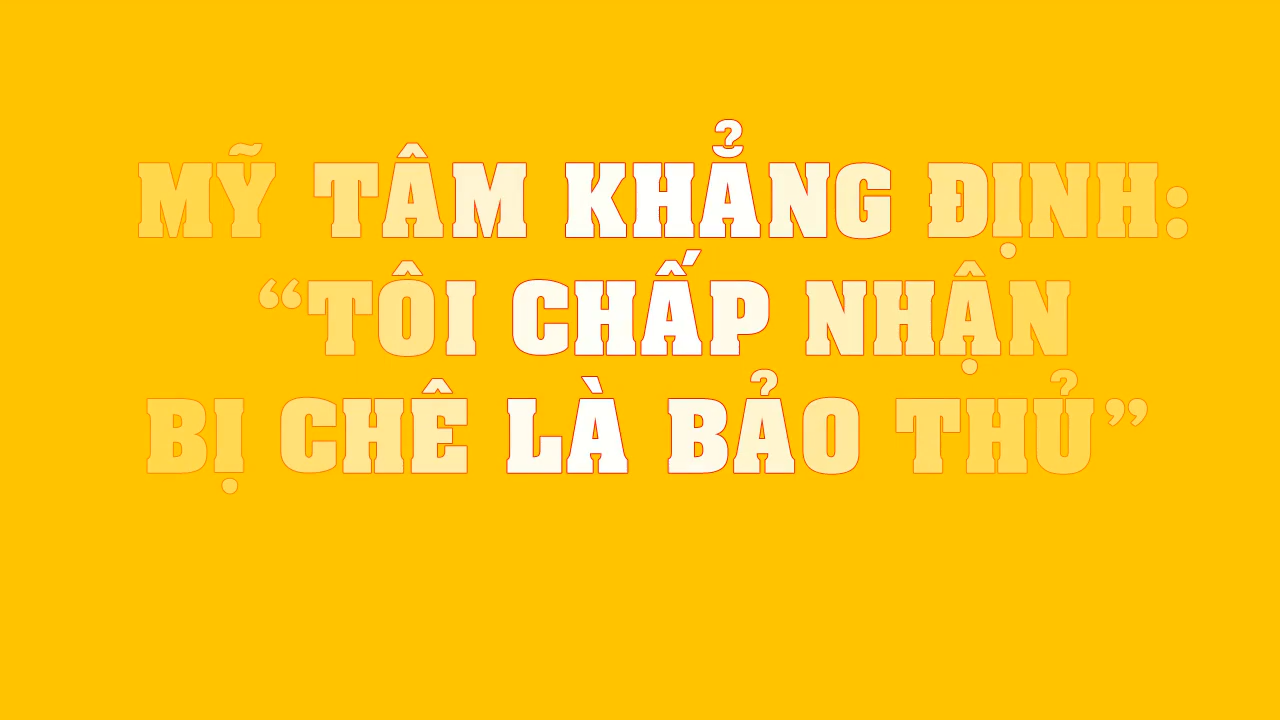 MỸ TÂM KHẲNG ĐỊNH:
“TÔI CHẤP NHẬN
BỊ CHÊ LÀ BẢO THỦ”